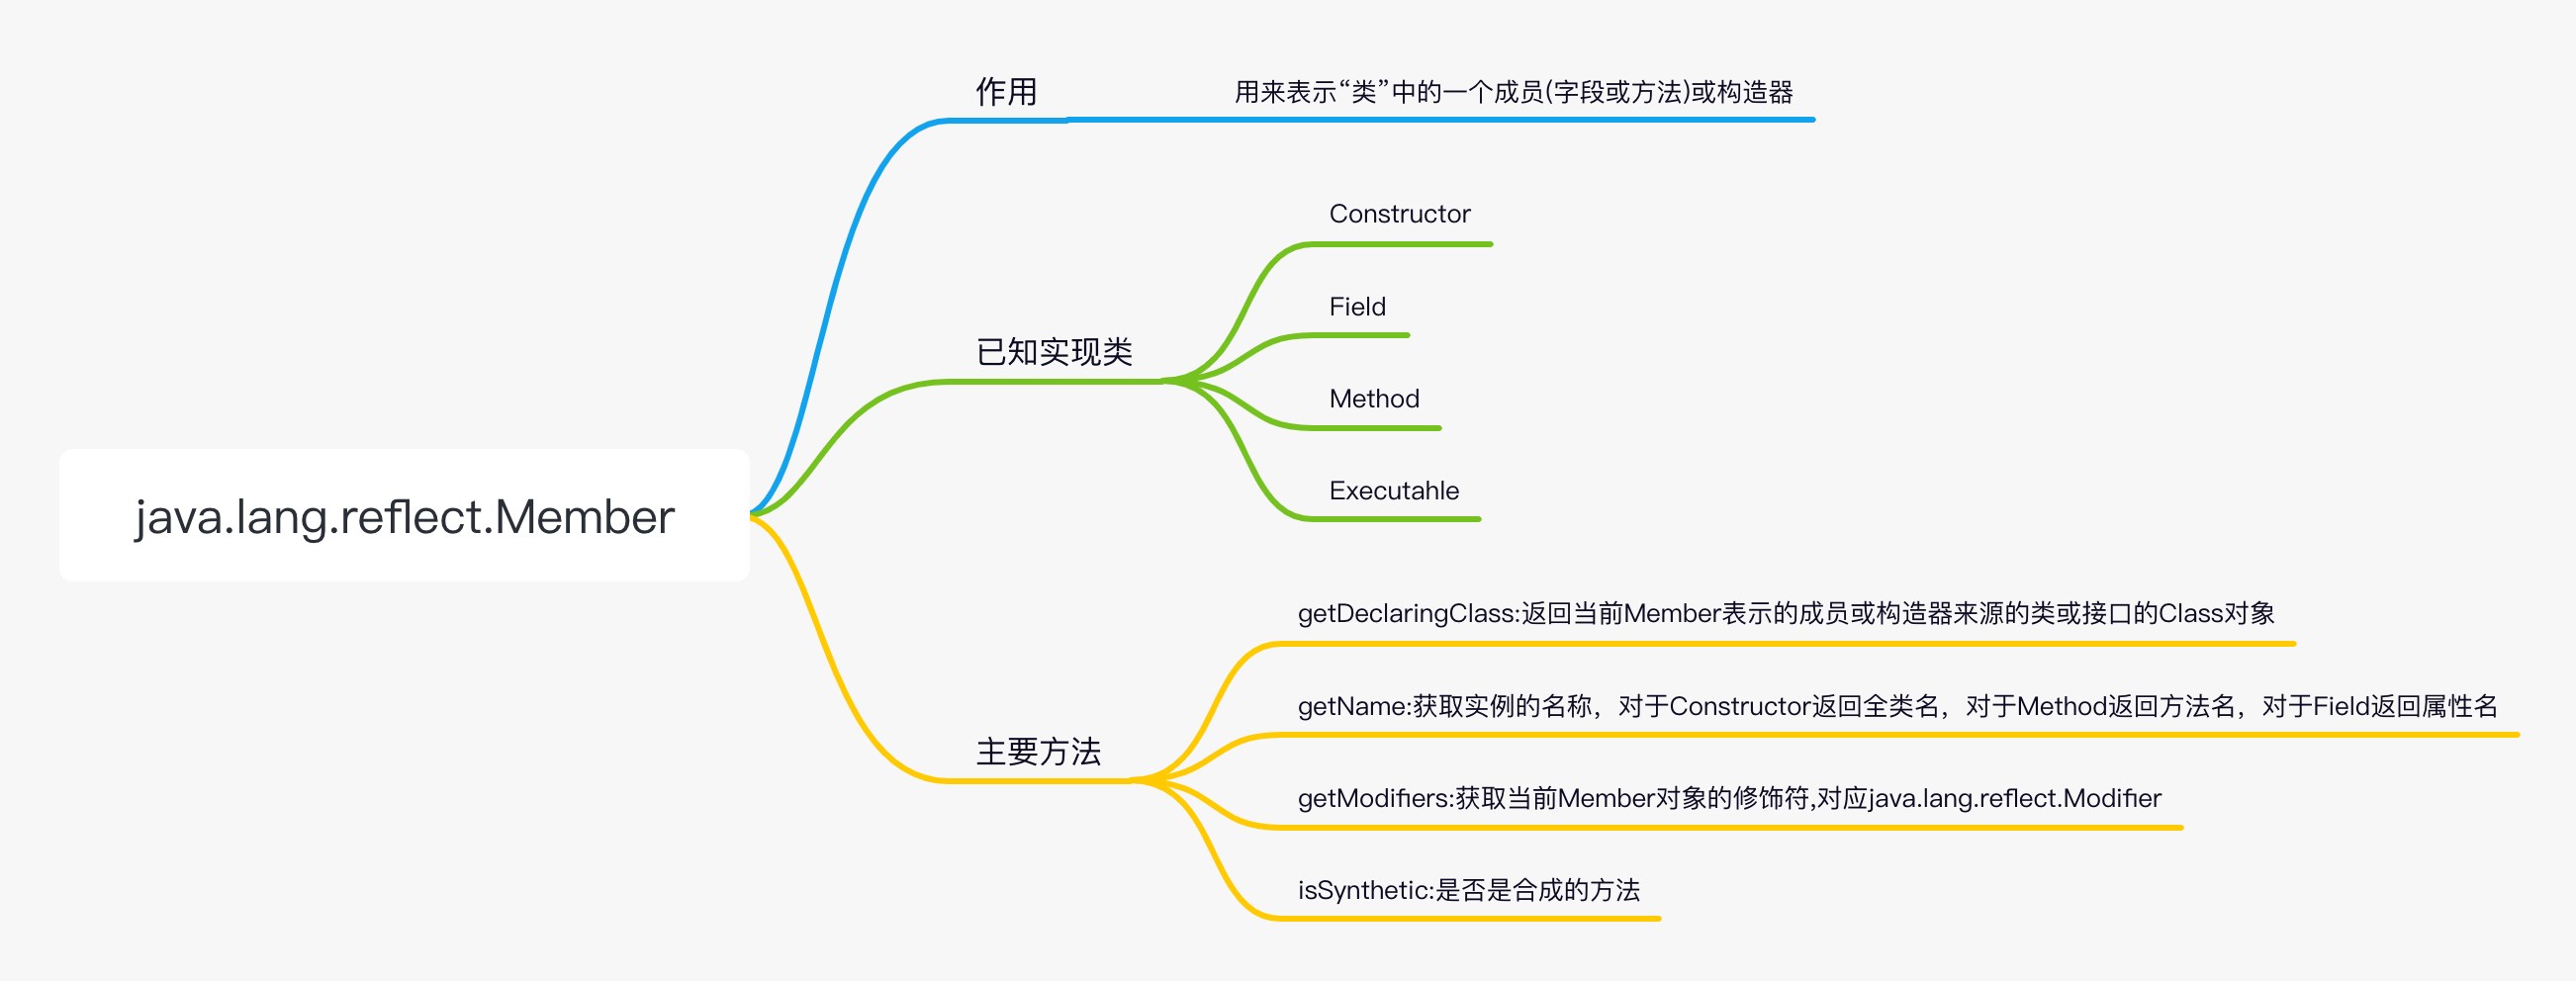 作用
用来表示“类”中的一个成员(字段或方法)或构造器
Constructor
Field
已知实现类
Method
Executahle
java.lang.reflect.Member
getDeclaringClass:返回当前Member表示的成员或构造器来源的类或接口的Class对象
getName:获取实例的名称，对于Constructor返回全类名，对于Method返回方法名，对于Field返回属性名
主要方法
getModifiers:获取当前Member对象的修饰符,对应java.lang.reflect.Modifier
isSynthetic:是否是合成的方法